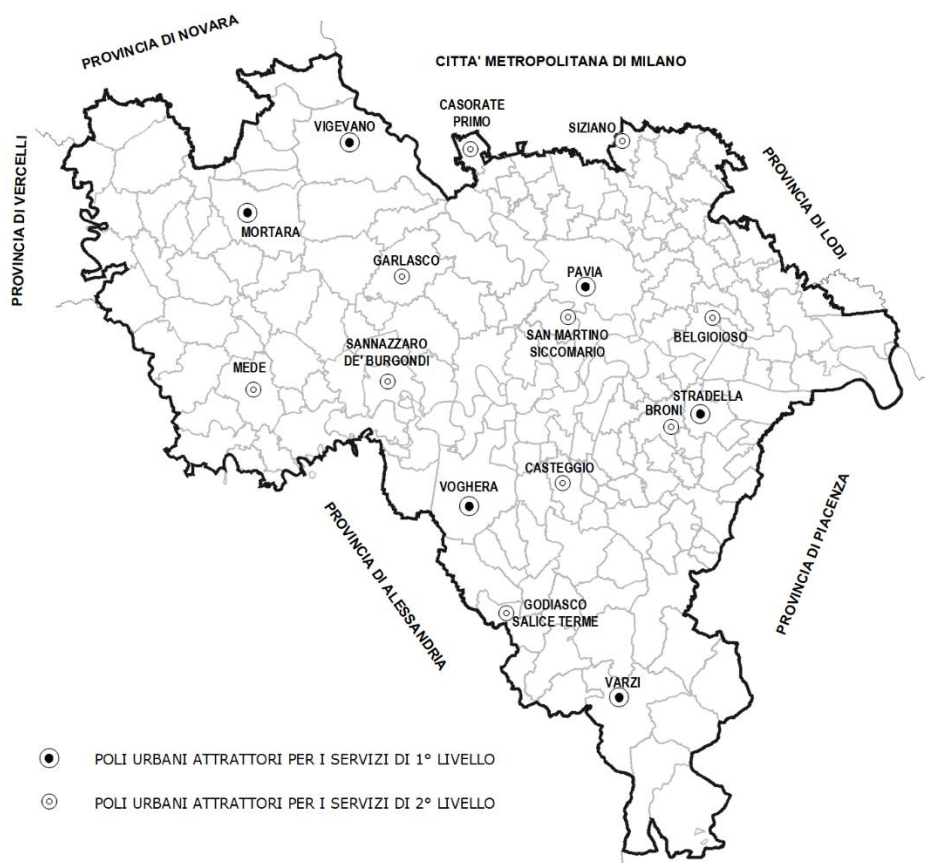 PROVINCIA DI NOVARA
CITTA' METROPOLITANA DI MILANO
PROVINCIA DI VERCELLI
CASORATE
PRIMO
VIGEVANO
SIZIANO
PROVINCIA DI LODI
MORTARA
GARLASCO
PAVIA
SAN MARTINO
SICCOMARIO
BELGIOIOSO
SANNAZZARO
DE' BURGONDI
MEDE
STRADELLA
BRONI
CASTEGGIO
VOGHERA
PROVINCIA DI PIACENZA
PROVINCIA DI ALESSANDRIA
GODIASCO
SALICE TERME
VARZI
POLI URBANI ATTRATTORI PER I SERVIZI DI 1° LIVELLO
POLI URBANI ATTRATTORI PER I SERVIZI DI 2° LIVELLO